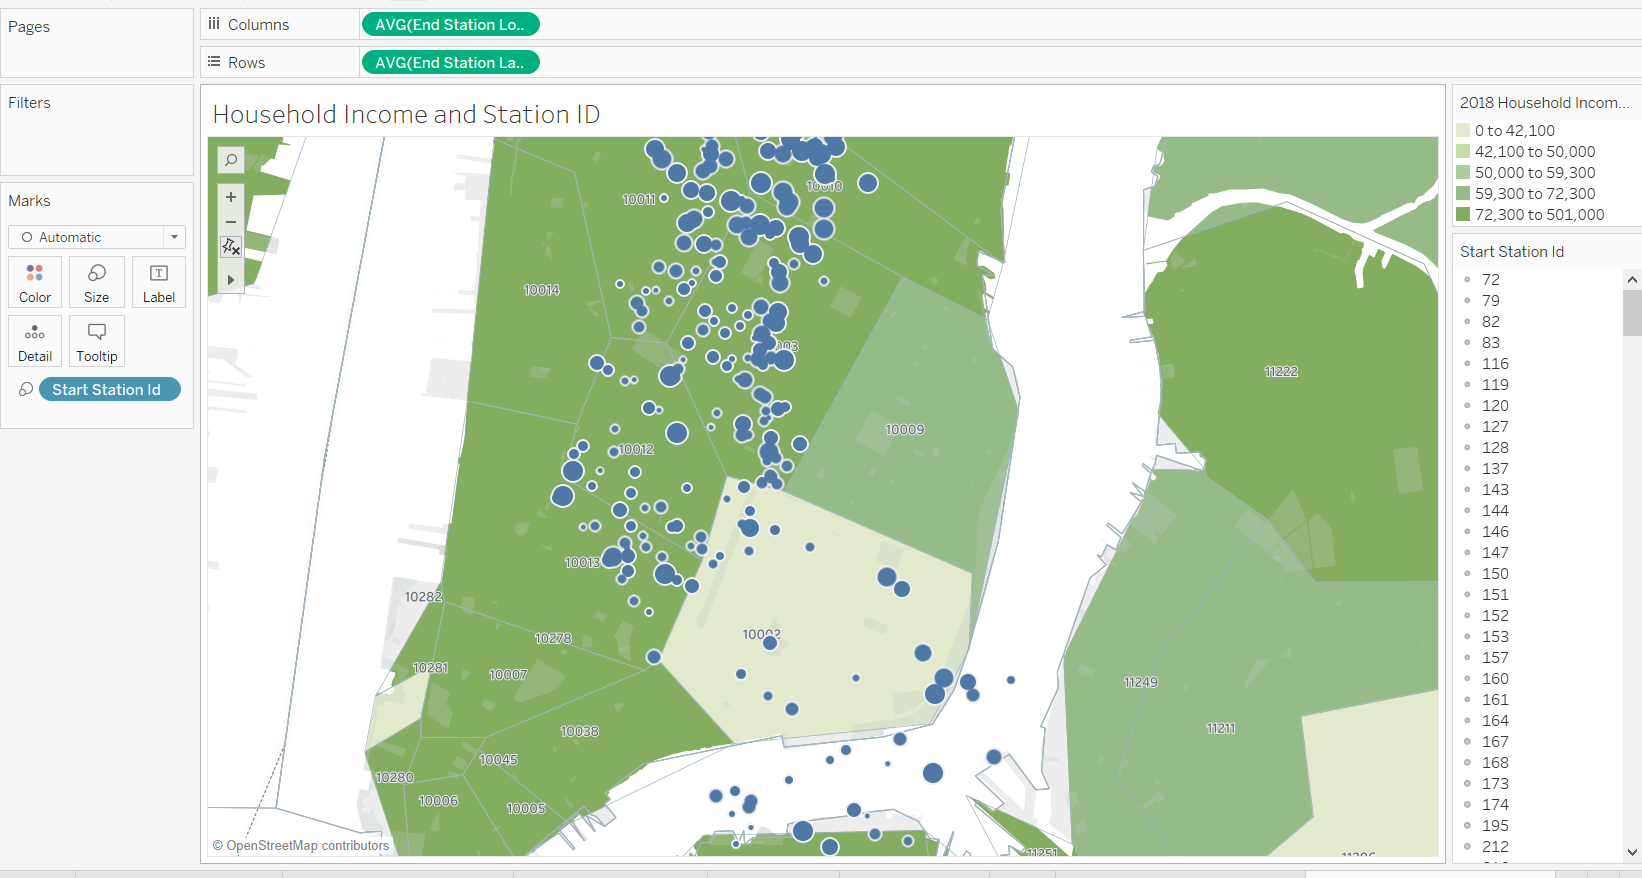 Pages
Columns
AVG(End Station Lo..
Rows
AVG(End Station La..
Filters
Marks
Automatic
Color
Size
Label
Detail
Tooltip
Start Station Id
Household Income and Station ID
10011
10010
10014
10009
11222
10012
10013
10282
10002
10278
10281
10007
11249
11211
10038
10045
10280
10006
10005
© OpenStreetMap contributors
2018 Household Incom...
0 to 42,100
42,100 to 50,000
50,000 to 59,300
59,300 to 72,300
72,300 to 501,000
Start Station Id
72
79
82
83
116
119
120
127
128
137
143
144
146
147
150
151
152
153
157
160
161
164
167
168
173
174
195
212